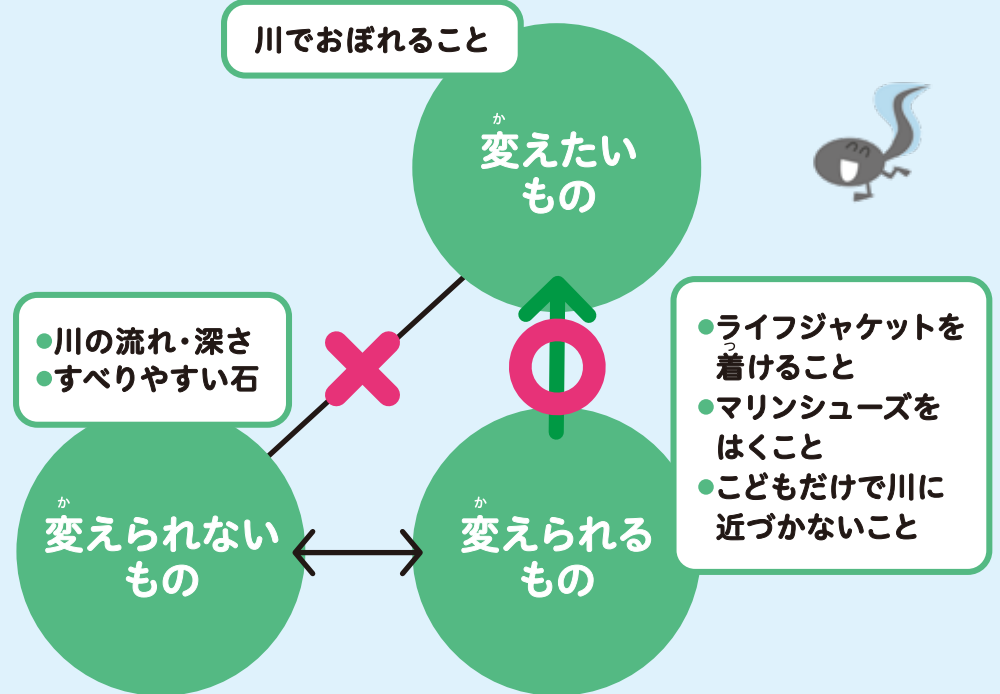 川でおぼれること
か
変えたい
もの
●川の流れ・深さ
●すべりやすい石
か
変えられない
もの
か
変えられる
もの
●ライフジャケットを
つ
着けること
●マリンシューズを
はくこと
●こどもだけで川に
近づかないこと